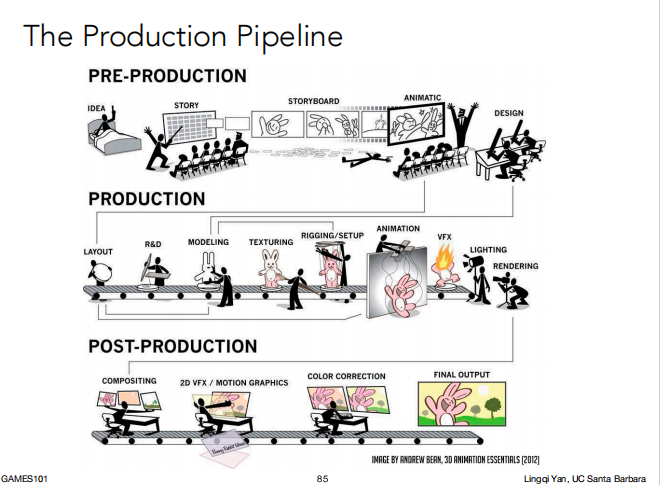 The Production Pipeline
PRE-PRODUCTION
IDEA
STORY
STORYBOARD
ANIMATIC
DESIGN
PRODUCTION
LAYOUT
R&D
MODELING
TEXTURING
RIGGING/SETUP
ANIMATION
VFX
LIGHTING
RENDERING
POST-PRODUCTION
COMPOSITING
2D VFX / MOTION GRAPHICS
COLOR CORRECTION
FINAL OUTPUT
IMAGE BY ANDREW BEAN, 3D ANIMATION ESSENTIALS (2012)
GAMES101
85
Lingqi Yan, UC Santa Barbara